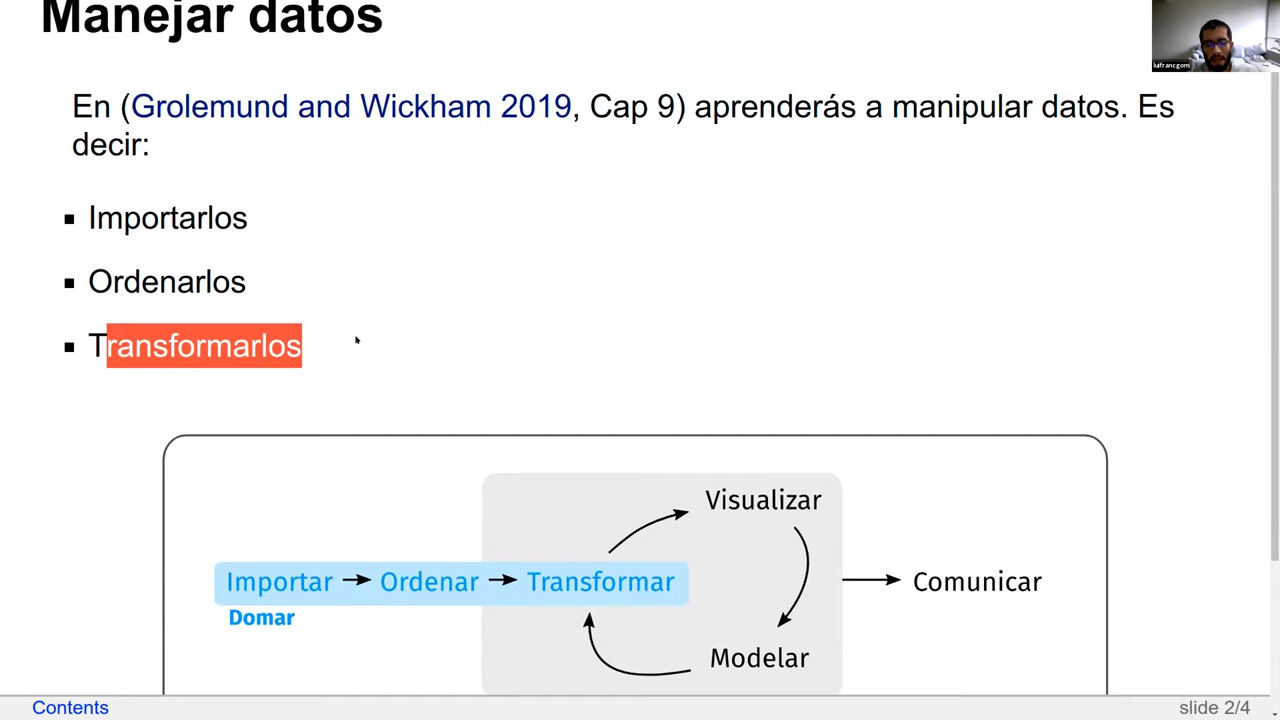 Manejar datos
luifrancgom
En (Grolemund and Wickham 2019, Cap 9) aprenderás a manipular datos. Es
decir:
Importarlos
Ordenarlos
Transformarlos
Visualizar
Importar
Ordenar
Transformar
Comunicar
Domar
Modelar
Contents
slide 2/4